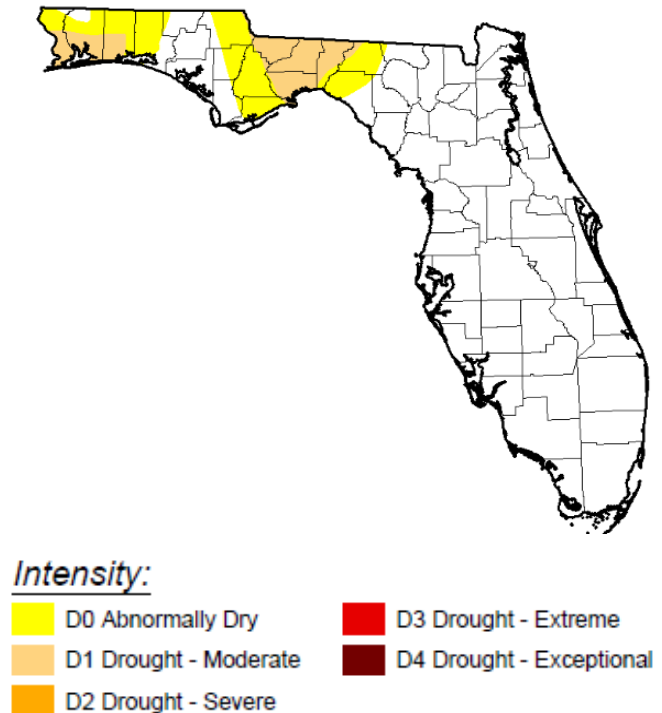 Intensity:
D0 Abnormally Dry
D1 Drought - Moderate
D2 Drought - Severe
D3 Drought - Extreme
D4 Drought - Exceptional